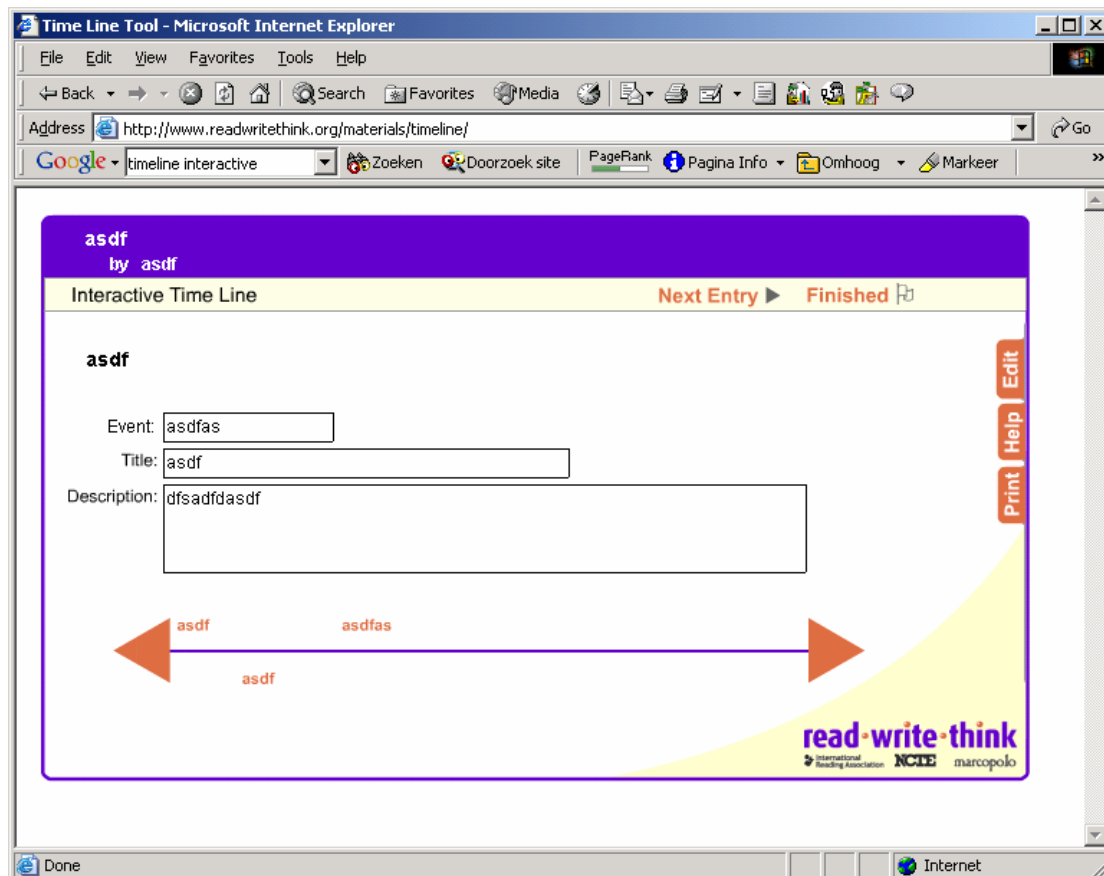 Time Line Tool - Microsoft Internet Explorer
File Edit View Favorites Tools Help
Back Search Favorites Media
Address http://www.readwritethink.org/materials/timeline/ Go
Google timeline interactive Zoeken Doorzoek site PageRank Pagina Info Omhoog Markeer »
asdf
by asdf
Interactive Time Line Next Entry Finished
asdf
Edit
Help
Print
Event: asdfas
Title: asdf
Description: dfsadfdasdf
asdf asdfas
asdf
read·write·think
International Reading Association NCTE marcopolo
Done Internet